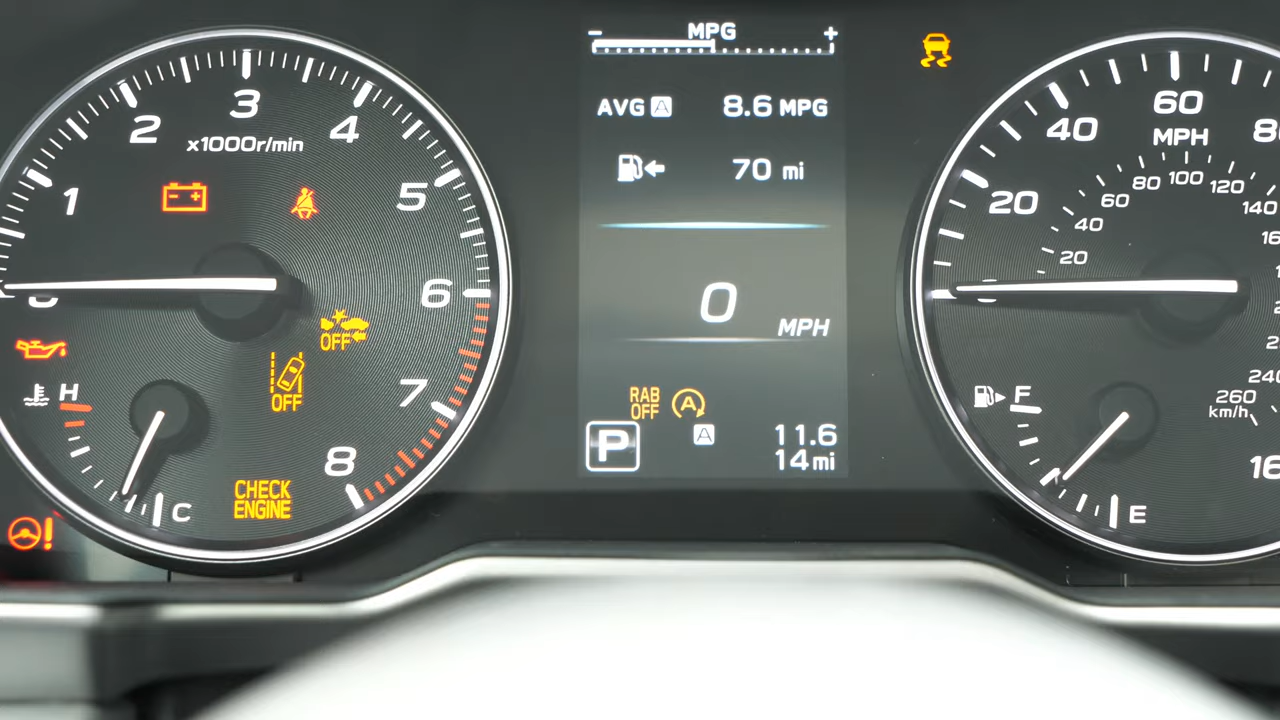 - MPG +
AVG A 8.6 MPG
70 mi
0
MPH
RAB
OFF
A
A
P
11.6
14mi
1
2
3
4
5
6
7
8
x1000r/min
OFF
OFF
H
C
CHECK
ENGINE
20
40
60
MPH
20
40
60
80
100
120
140
240
260
km/h
F
E